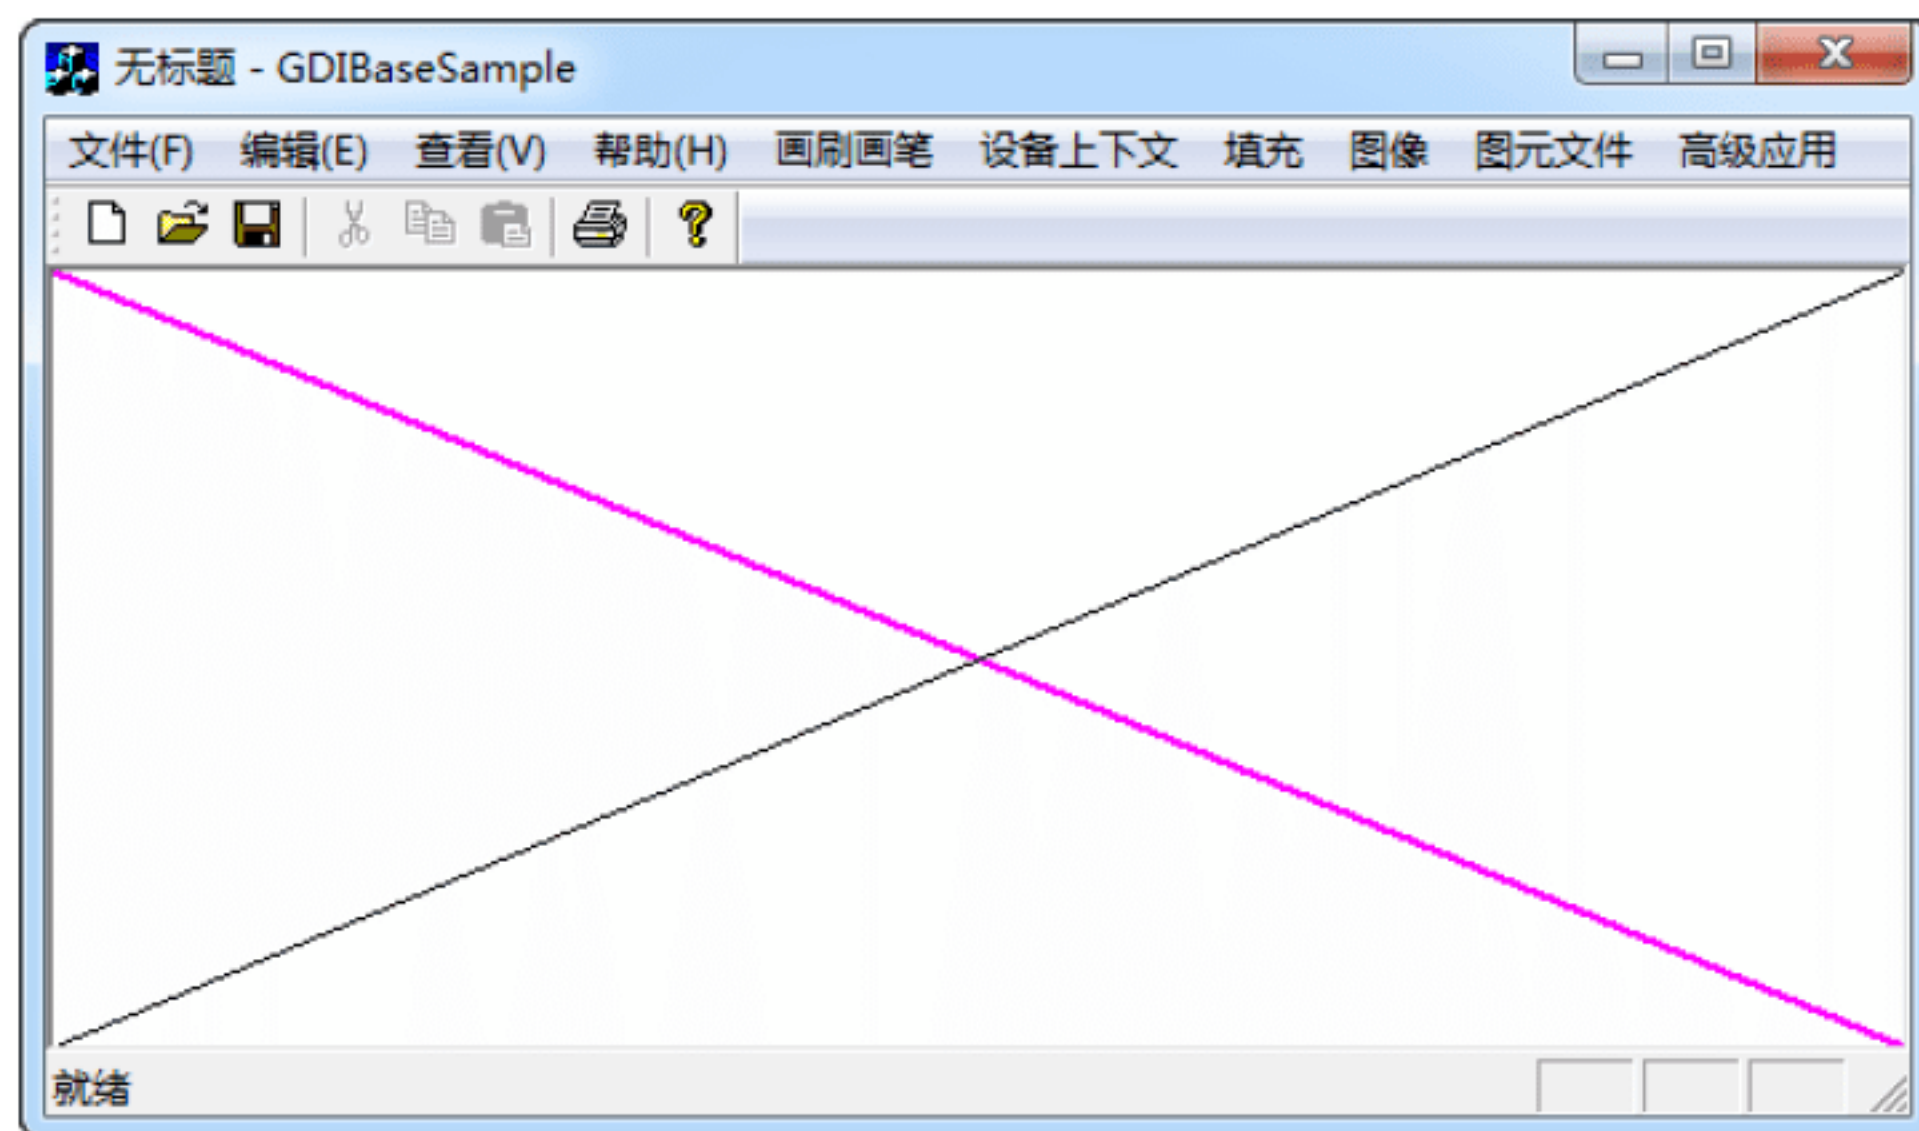 无标题 - GDIBaseSample
文件(F) 编辑(E) 查看(V) 帮助(H) 画刷画笔 设备上下文 填充 图像 图元文件 高级应用
就绪